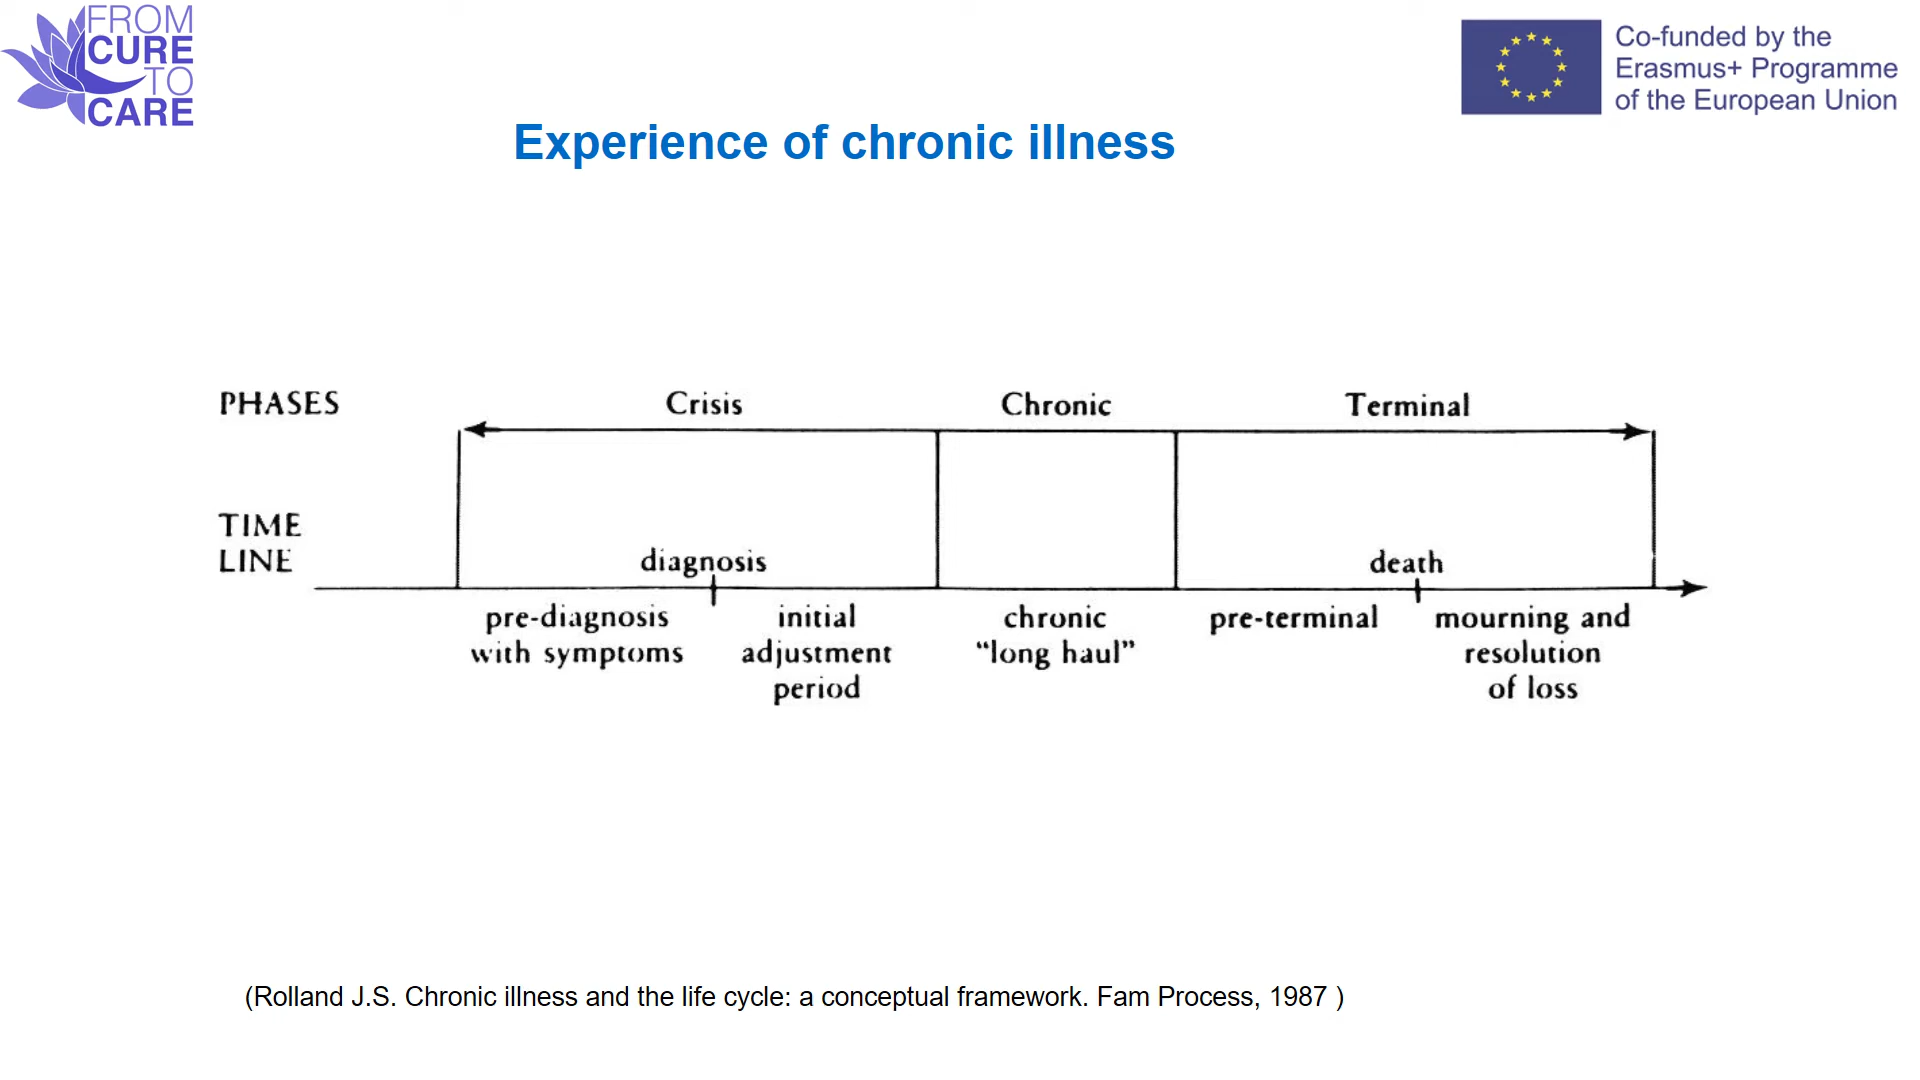 FROM
CURE
TO
CARE
Co-funded by the
Erasmus+ Programme
of the European Union
Experience of chronic illness
PHASES
Crisis
Chronic
Terminal
TIME
LINE
diagnosis
death
pre-diagnosis
with symptoms
initial
adjustment
period
chronic
“long haul”
pre-terminal
mourning and
resolution
of loss
(Rolland J.S. Chronic illness and the life cycle: a conceptual framework. Fam Process, 1987 )